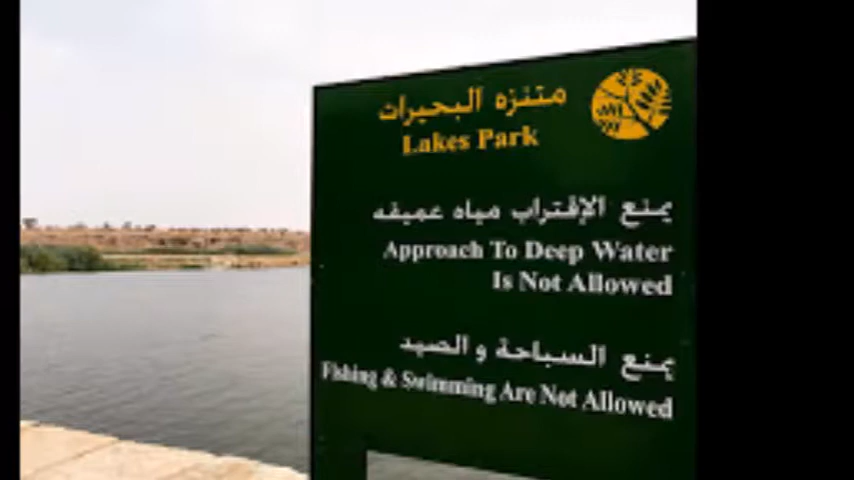 متنزه البحيرات
Lakes Park
يمنع الإقتراب مياه عميقه
Approach To Deep Water
Is Not Allowed
يمنع السباحة و الصيد
Fishing & Swimming Are Not Allowed